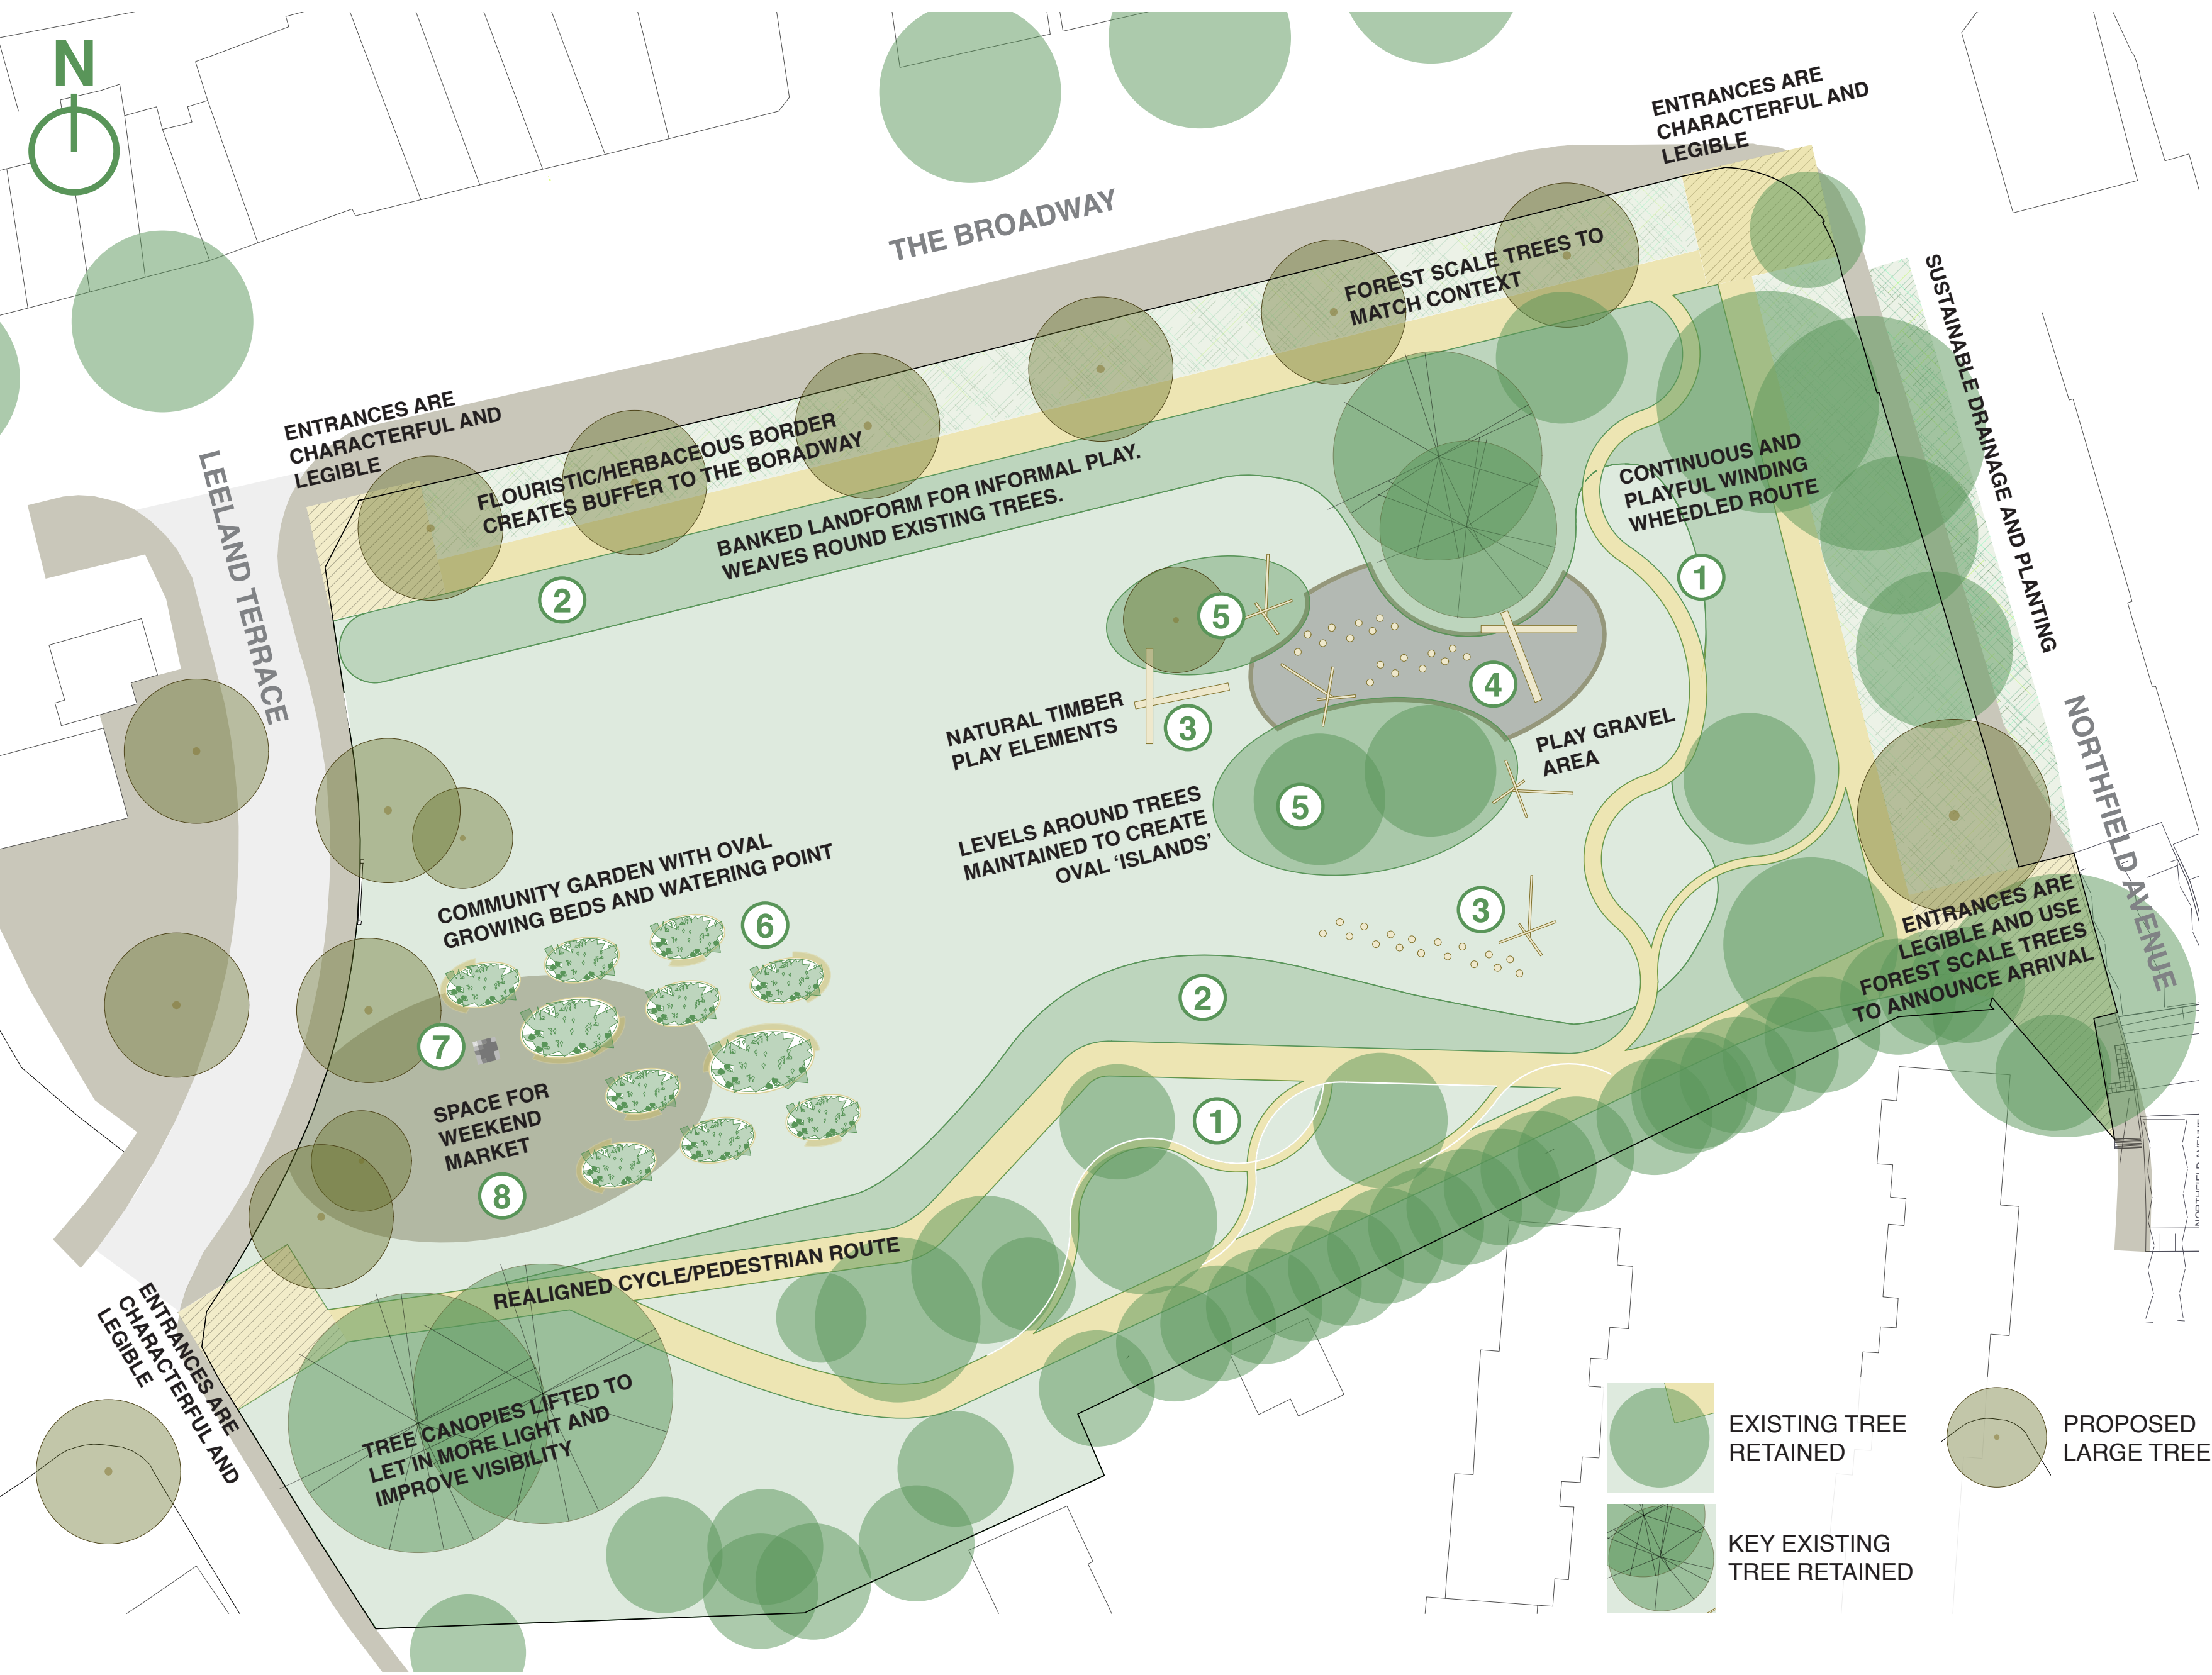 N
ENTRANCES ARE
CHARACTERFUL AND
LEGIBLE
THE BROADWAY
FOREST SCALE TREES TO
MATCH CONTEXT
SUSTAINABLE DRAINAGE AND PLANTING
ENTRANCES ARE
CHARACTERFUL AND
LEGIBLE
LEELAND TERRACE
FLOURISTIC/HERBACEOUS BORDER
CREATES BUFFER TO THE BORADWAY
BANKED LANDFORM FOR INFORMAL PLAY.
WEAVES ROUND EXISTING TREES.
CONTINUOUS AND
PLAYFUL WINDING
WHEEDLED ROUTE
1
2
5
4
NATURAL TIMBER
PLAY ELEMENTS
3
PLAY GRAVEL
AREA
NORTHFIELD AVENUE
LEVELS AROUND TREES
MAINTAINED TO CREATE
OVAL ‘ISLANDS’
5
COMMUNITY GARDEN WITH OVAL
GROWING BEDS AND WATERING POINT
6
3
ENTRANCES ARE
LEGIBLE AND USE
FOREST SCALE TREES
TO ANNOUNCE ARRIVAL
2
7
SPACE FOR
WEEKEND
MARKET
8
1
NORTHFIELD AVENUE
REALIGNED CYCLE/PEDESTRIAN ROUTE
ENTRANCES ARE
CHARACTERFUL AND
LEGIBLE
TREE CANOPIES LIFTED TO
LET IN MORE LIGHT AND
IMPROVE VISIBILITY
EXISTING TREE
RETAINED
PROPOSED
LARGE TREE
KEY EXISTING
TREE RETAINED